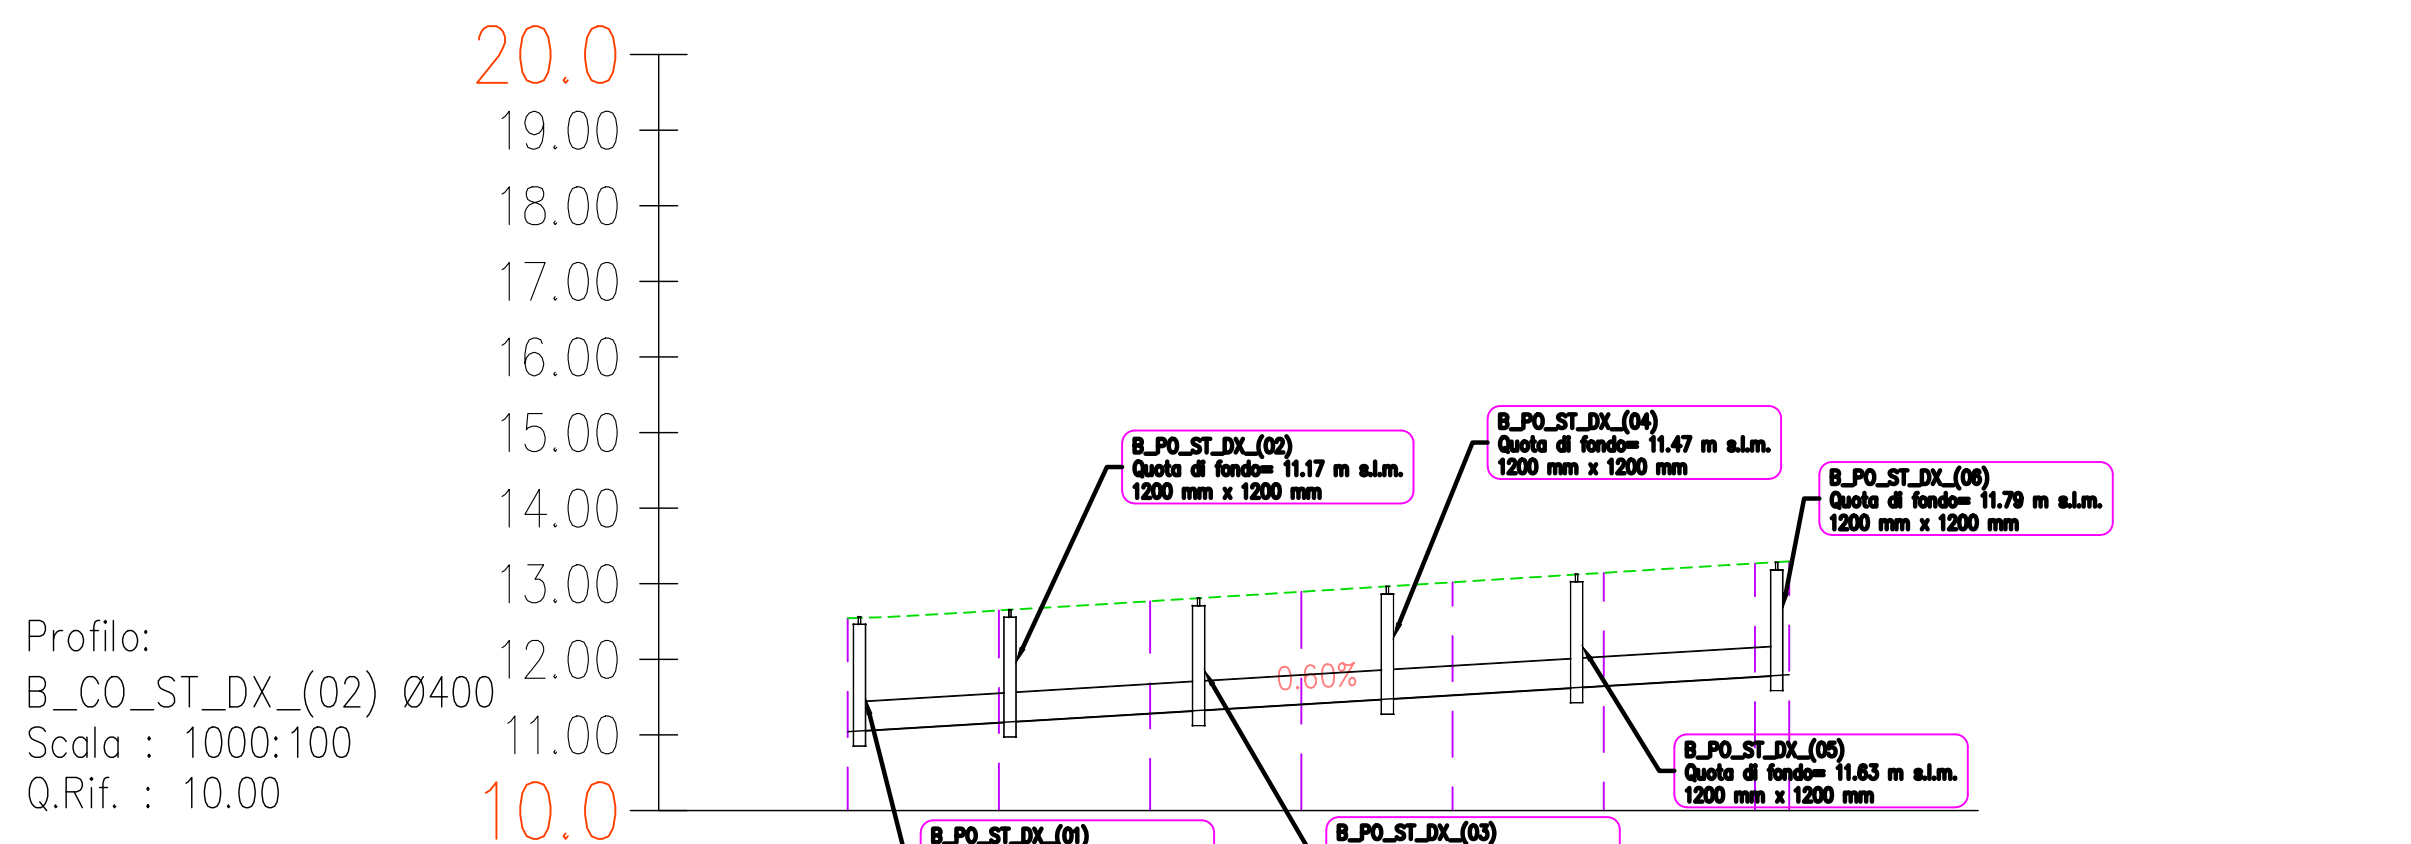 20.0
19.00
18.00
17.00
16.00
15.00
14.00
13.00
12.00
11.00
10.0
Profilo:
B_CO_ST_DX_(02) Ø400
Scala : 1000:100
Q.Rif. : 10.00
B_PO_ST_DX_(02)
Quota di fondo= 11.17 m s.l.m.
1200 mm x 1200 mm
B_PO_ST_DX_(04)
Quota di fondo= 11.47 m s.l.m.
1200 mm x 1200 mm
B_PO_ST_DX_(06)
Quota di fondo= 11.79 m s.l.m.
1200 mm x 1200 mm
0.60%
B_PO_ST_DX_(05)
Quota di fondo= 11.63 m s.l.m.
1200 mm x 1200 mm
B_PO_ST_DX_(01)
B_PO_ST_DX_(03)